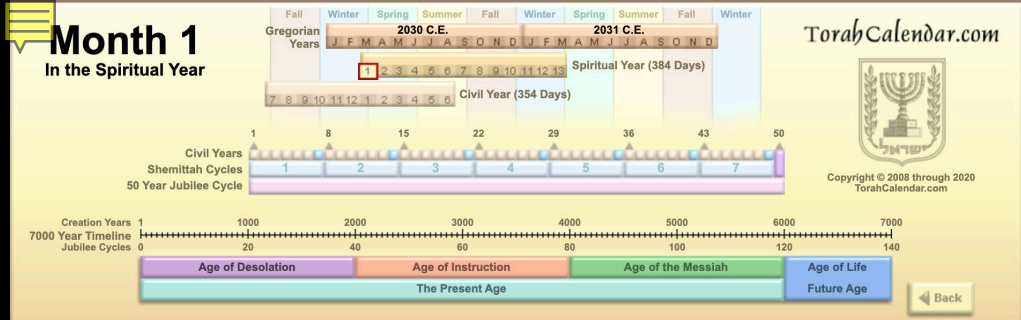 Month 1
In the Spiritual Year
Fall Winter Spring Summer Fall Winter Spring Summer Fall Winter
Gregorian Years
2030 C.E. 2031 C.E.
J F M A M J J A S O N D J F M A M J J A S O N D
1 2 3 4 5 6 7 8 9 10 11 12 13 Spiritual Year (384 Days)
7 8 9 10 11 12 1 2 3 4 5 6 Civil Year (354 Days)
TorahCalendar.com
ישראל
Copyright © 2008 through 2020
TorahCalendar.com
1 8 15 22 29 36 43 50
Civil Years
Shemittah Cycles 1 2 3 4 5 6 7
50 Year Jubilee Cycle
Creation Years 1 1000 2000 3000 4000 5000 6000 7000
7000 Year Timeline
Jubilee Cycles 0 20 40 60 80 100 120 140
Age of Desolation Age of Instruction Age of the Messiah Age of Life
The Present Age Future Age
Back